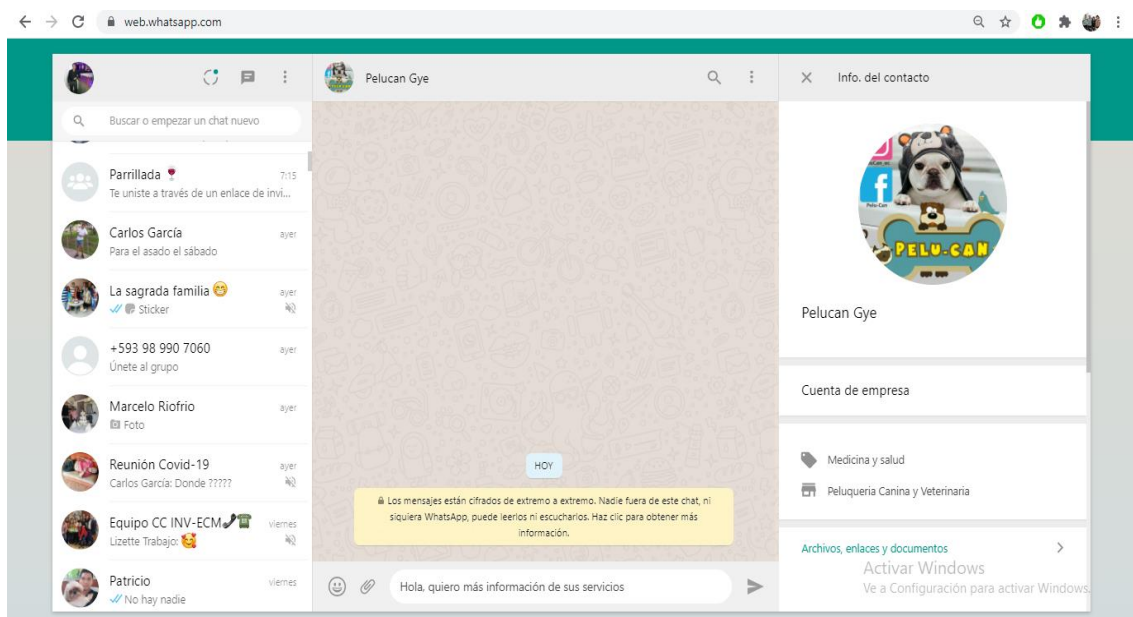 web.whatsapp.com
Buscar o empezar un chat nuevo
Parrillada 🍷 7:15
Te uniste a través de un enlace de invi...
Carlos García ayer
Para el asado el sábado
La sagrada familia 😁 ayer
Sticker
+593 98 990 7060 ayer
Únete al grupo
Marcelo Riofrio ayer
Foto
Reunión Covid-19 ayer
Carlos García: Donde ?????
Equipo CC INV-ECM📞☎ viernes
Lizette Trabajo: 🥰
Patricio viernes
No hay nadie
Pelucan Gye
HOY
Los mensajes están cifrados de extremo a extremo. Nadie fuera de este chat, ni
siquiera WhatsApp, puede leerlos ni escucharlos. Haz clic para obtener más
información.
Hola, quiero más información de sus servicios
Info. del contacto
Pelu-Can
PELU-CAN
Pelucan Gye
Cuenta de empresa
Medicina y salud
Peluqueria Canina y Veterinaria
Archivos, enlaces y documentos
Activar Windows
Ve a Configuración para activar Windows.